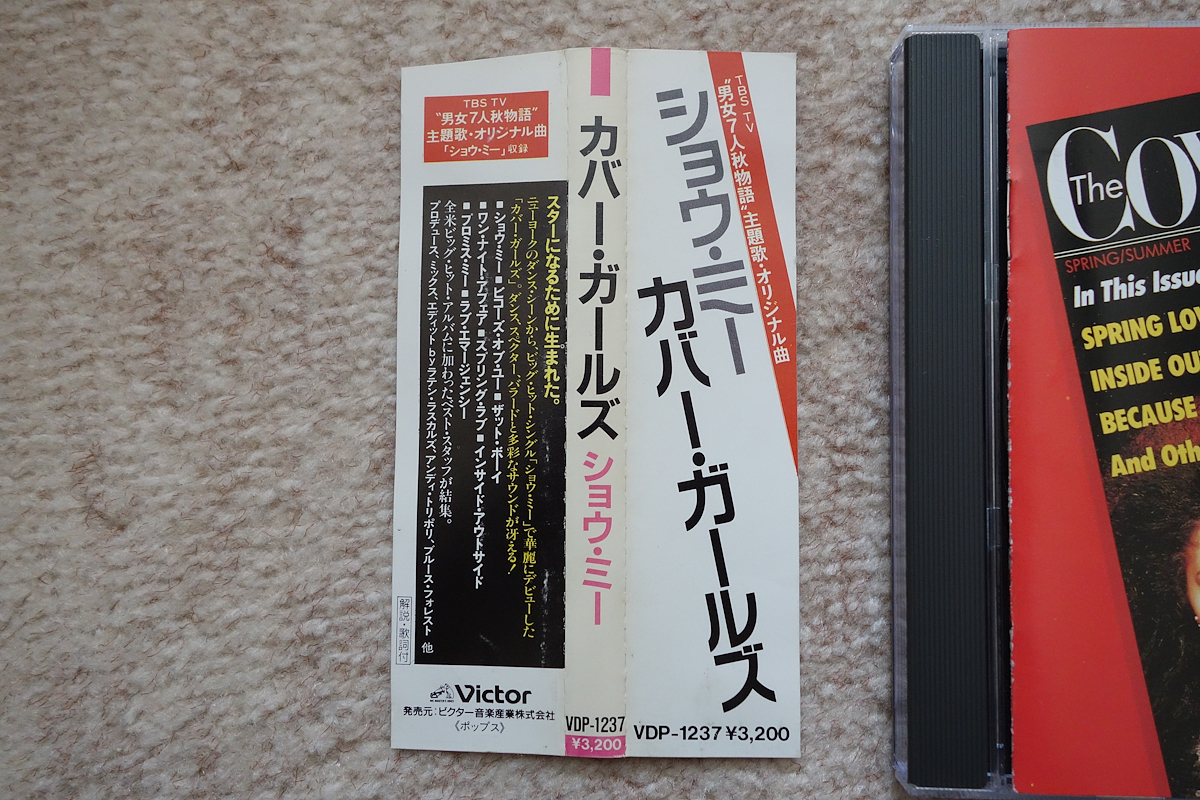 TBS TV
“男女7人秋物語”
主題歌・オリジナル曲
「ショウ・ミー」収録
スターになるために生まれた。
ニューヨークのダンス・シーンから、ビッグ・ヒット・シングル「ショウ・ミー」で華麗にデビューした
「カバー・ガールズ」。ダンス、スペクター、バラードと多彩なサウンドが冴える!
■ショウ・ミー■ビコーズ・オブ・ユー■ザット・ボーイ
■ワン・ナイト・アフェア■スプリング・ラブ■インサイド・アウトサイド
■プロミス・ミー■ラブ・エマージェンシー
全米ビッグ・ヒット・アルバムに加わったベスト・スタッフが結集。
プロデュース、ミックス、エディット by ラテン・ラスカルズ、アンディ・トリポリ、ブルース・フォレスト 他
解説・歌詞付
Victor
発売元:ビクター音楽産業株式会社
《ポップス》
カバー・ガールズ ショウ・ミー
VDP-1237
¥3,200
TBS TV
“男女7人秋物語”主題歌・オリジナル曲
ショウ・ミー
カバー・ガールズ
VDP-1237 ¥3,200
The
SPRING/SUMMER
In This Issue
SPRING
INSIDE
BECAUSE
And